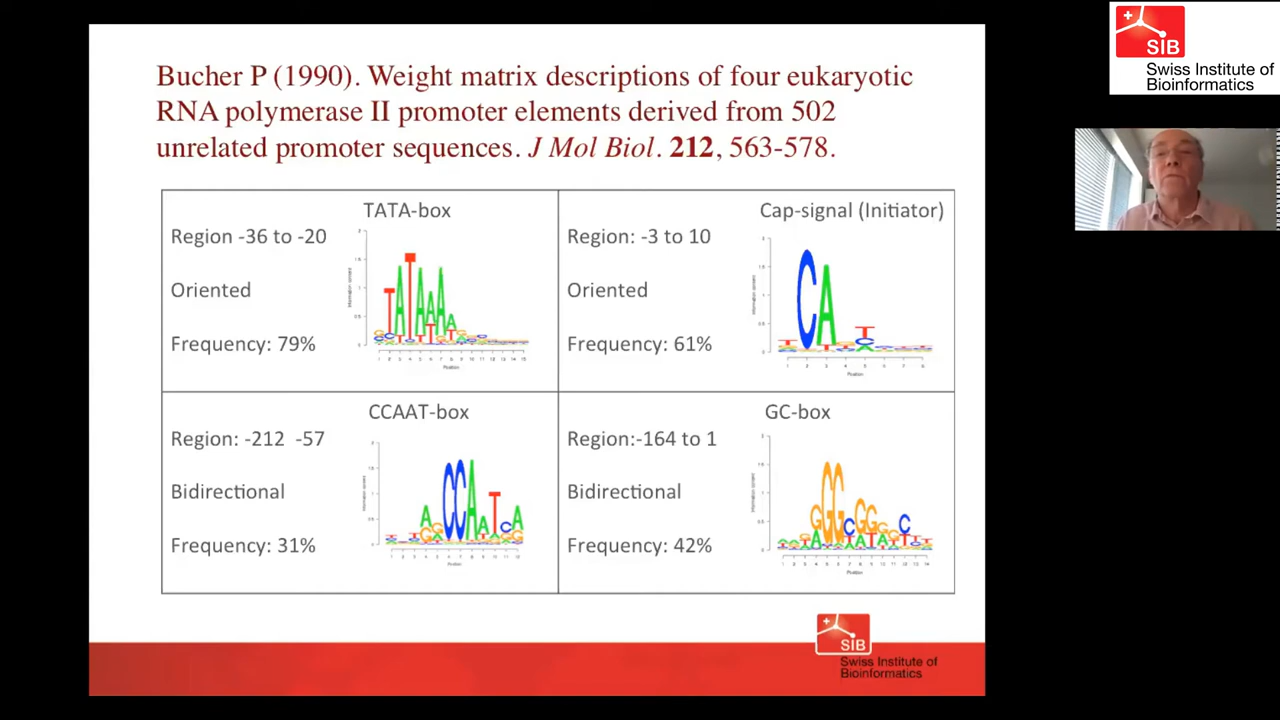 Bucher P (1990). Weight matrix descriptions of four eukaryotic
RNA polymerase II promoter elements derived from 502
unrelated promoter sequences. J Mol Biol. 212, 563-578.
TATA-box
Region -36 to -20
Oriented
Frequency: 79%
Cap-signal (Initiator)
Region: -3 to 10
Oriented
Frequency: 61%
CCAAT-box
Region: -212 -57
Bidirectional
Frequency: 31%
GC-box
Region:-164 to 1
Bidirectional
Frequency: 42%
SIB
Swiss Institute of
Bioinformatics
SIB
Swiss Institute of
Bioinformatics